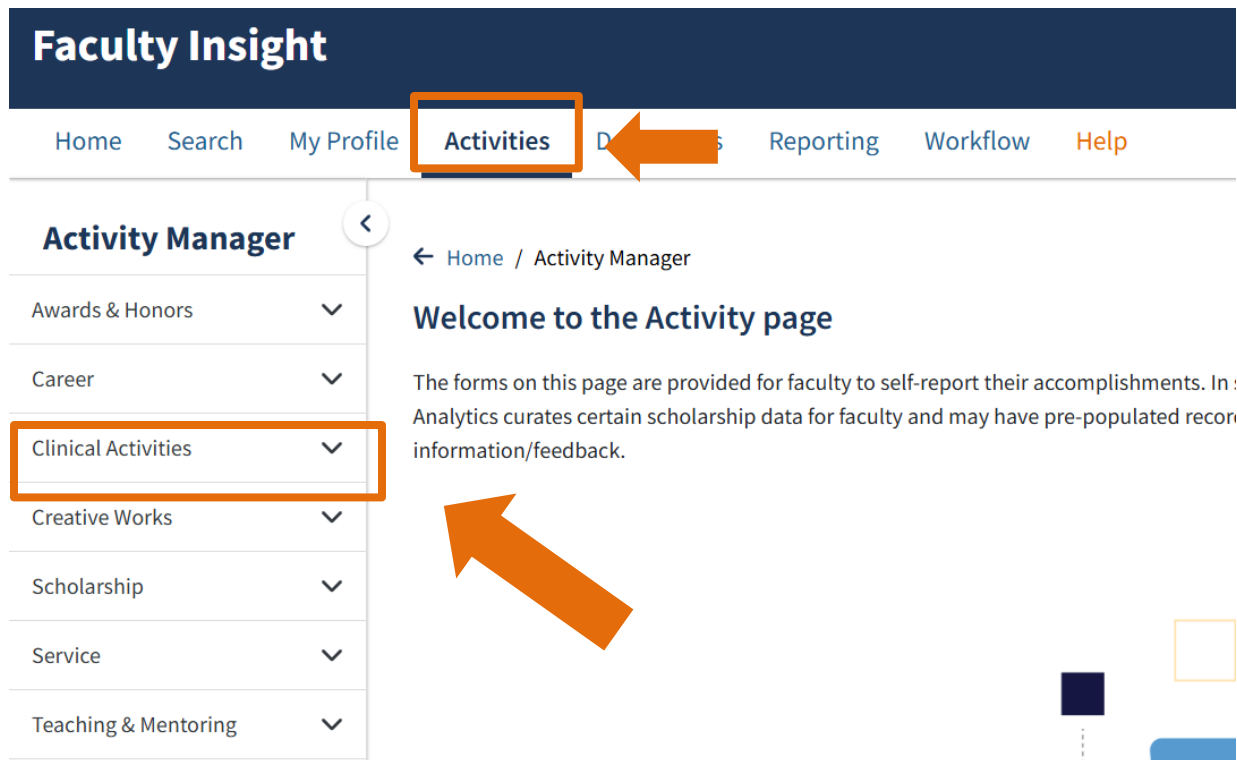 Faculty Insight
Home Search My Profile Activities Reporting Workflow Help
Activity Manager
Home / Activity Manager
Awards & Honors
Welcome to the Activity page
Career
The forms on this page are provided for faculty to self-report their accomplishments. In
Analytics curates certain scholarship data for faculty and may have pre-populated
Clinical Activities
information/feedback.
Creative Works
Scholarship
Service
Teaching & Mentoring